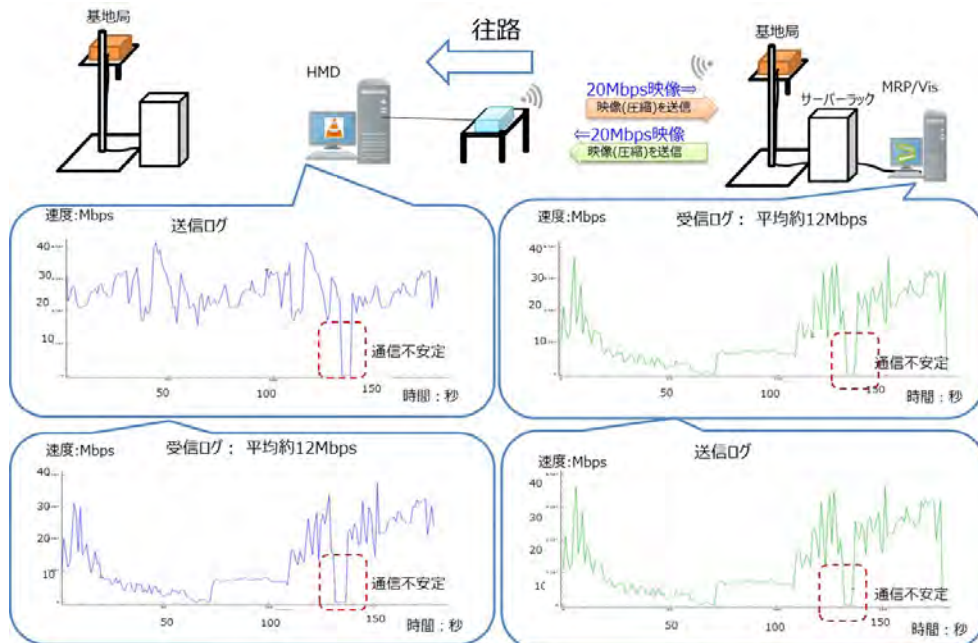 基地局
往路
基地局
HMD
MRP/Vis
20Mbps映像⇒
サーバーラック
映像(圧縮)を送信
⇐20Mbps映像
映像(圧縮)を送信
速度:Mbps
送信ログ
40
30
20
10
通信不安定
50
100
150
時間：秒
速度:Mbps
受信ログ： 平均約12Mbps
40
30
20
10
通信不安定
50
100
150
時間：秒
速度:Mbps
受信ログ： 平均約12Mbps
40
30
20
10
通信不安定
50
100
150
時間：秒
速度:Mbps
送信ログ
40
30
20
10
通信不安定
50
100
150
時間：秒